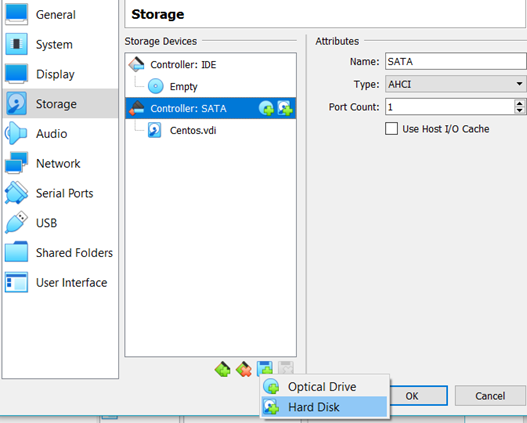 General
Storage
System
Display
Storage
Audio
Network
Serial Ports
USB
Shared Folders
User Interface
Storage Devices
Controller: IDE
Empty
Controller: SATA
Centos.vdi
Attributes
Name: SATA
Type: AHCI
Port Count: 1
Use Host I/O Cache
Optical Drive
Hard Disk
OK
Cancel